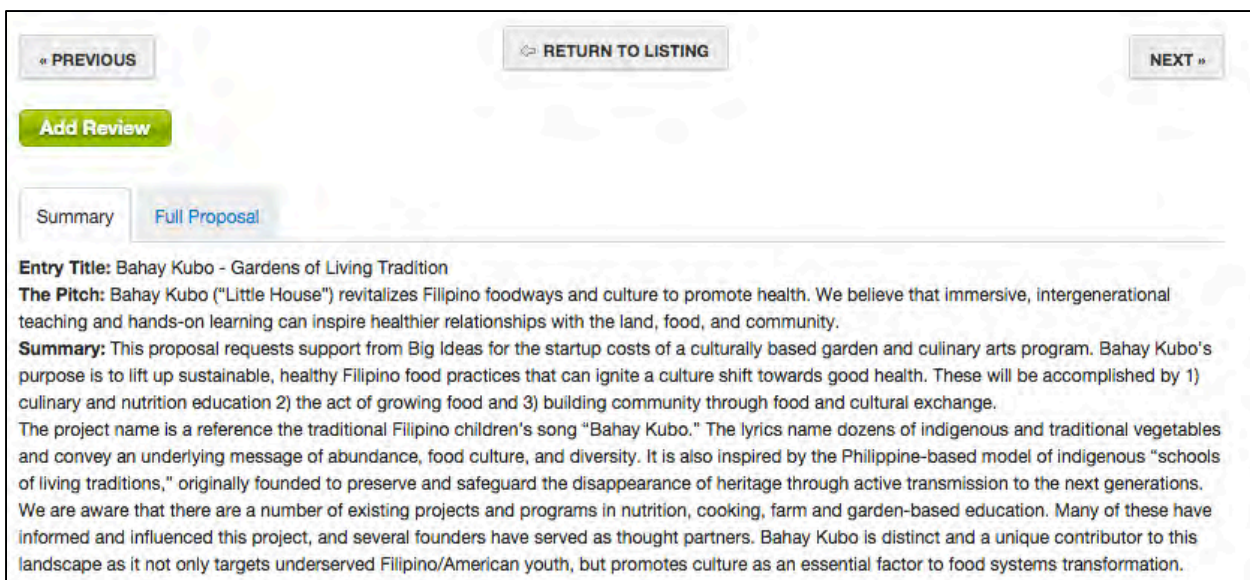 « PREVIOUS
⇦ RETURN TO LISTING
NEXT »
Add Review
Summary
Full Proposal
Entry Title: Bahay Kubo - Gardens of Living Tradition
The Pitch: Bahay Kubo (“Little House”) revitalizes Filipino foodways and culture to promote health. We believe that immersive, intergenerational
teaching and hands-on learning can inspire healthier relationships with the land, food, and community.
Summary: This proposal requests support from Big Ideas for the startup costs of a culturally based garden and culinary arts program. Bahay Kubo's
purpose is to lift up sustainable, healthy Filipino food practices that can ignite a culture shift towards good health. These will be accomplished by 1)
culinary and nutrition education 2) the act of growing food and 3) building community through food and cultural exchange.
The project name is a reference the traditional Filipino children's song “Bahay Kubo.” The lyrics name dozens of indigenous and traditional vegetables
and convey an underlying message of abundance, food culture, and diversity. It is also inspired by the Philippine-based model of indigenous “schools
of living traditions,” originally founded to preserve and safeguard the disappearance of heritage through active transmission to the next generations.
We are aware that there are a number of existing projects and programs in nutrition, cooking, farm and garden-based education. Many of these have
informed and influenced this project, and several founders have served as thought partners. Bahay Kubo is distinct and a unique contributor to this
landscape as it not only targets underserved Filipino/American youth, but promotes culture as an essential factor to food systems transformation.